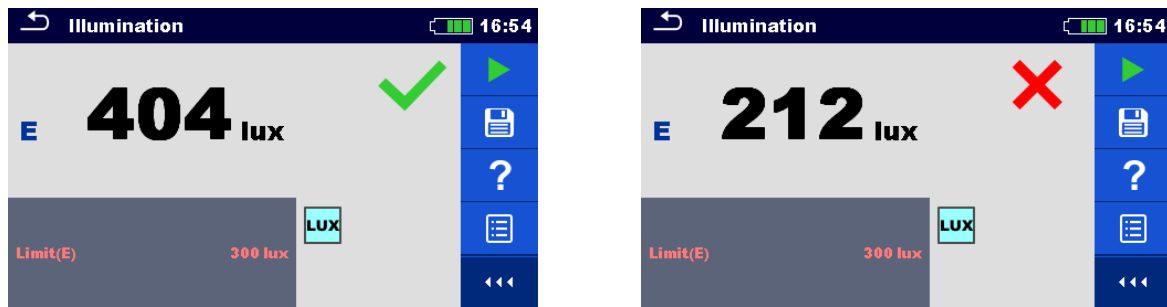 Illumination 16:54
E 404 lux
?
LUX
Limit(E) 300 lux
Illumination 16:54
E 212 lux
?
LUX
Limit(E) 300 lux